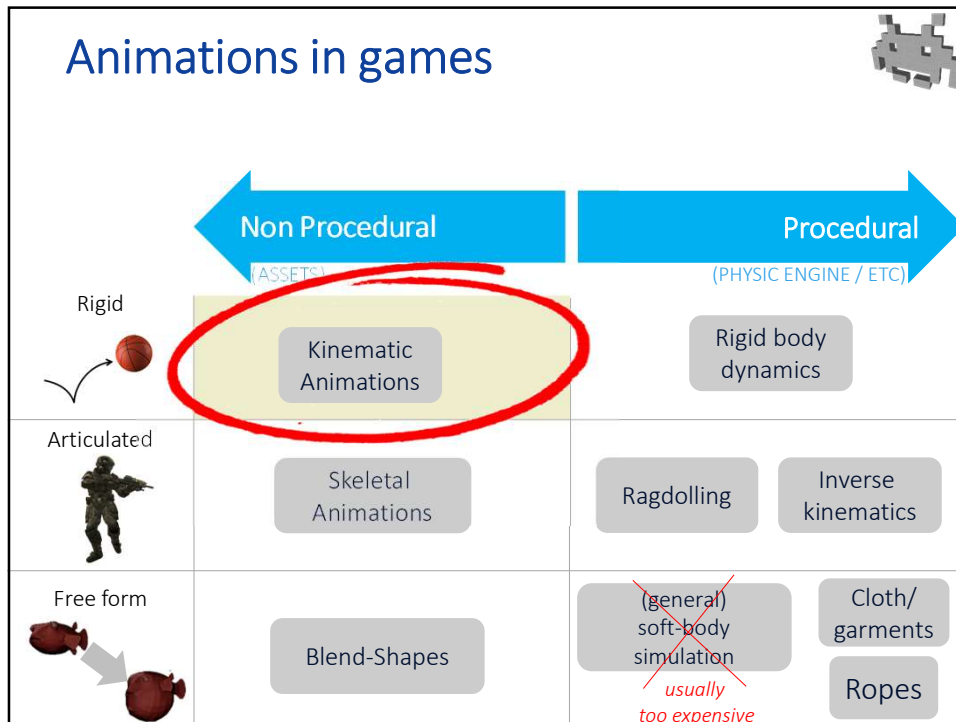 Animations in games
Non Procedural
Procedural
(ASSETS)
(PHYSIC ENGINE / ETC)
Rigid
Kinematic
Animations
Rigid body
dynamics
Articulated
Skeletal
Animations
Ragdolling
Inverse
kinematics
Free form
Blend-Shapes
(general)
soft-body
simulation
usually
too expensive
Cloth/
garments
Ropes